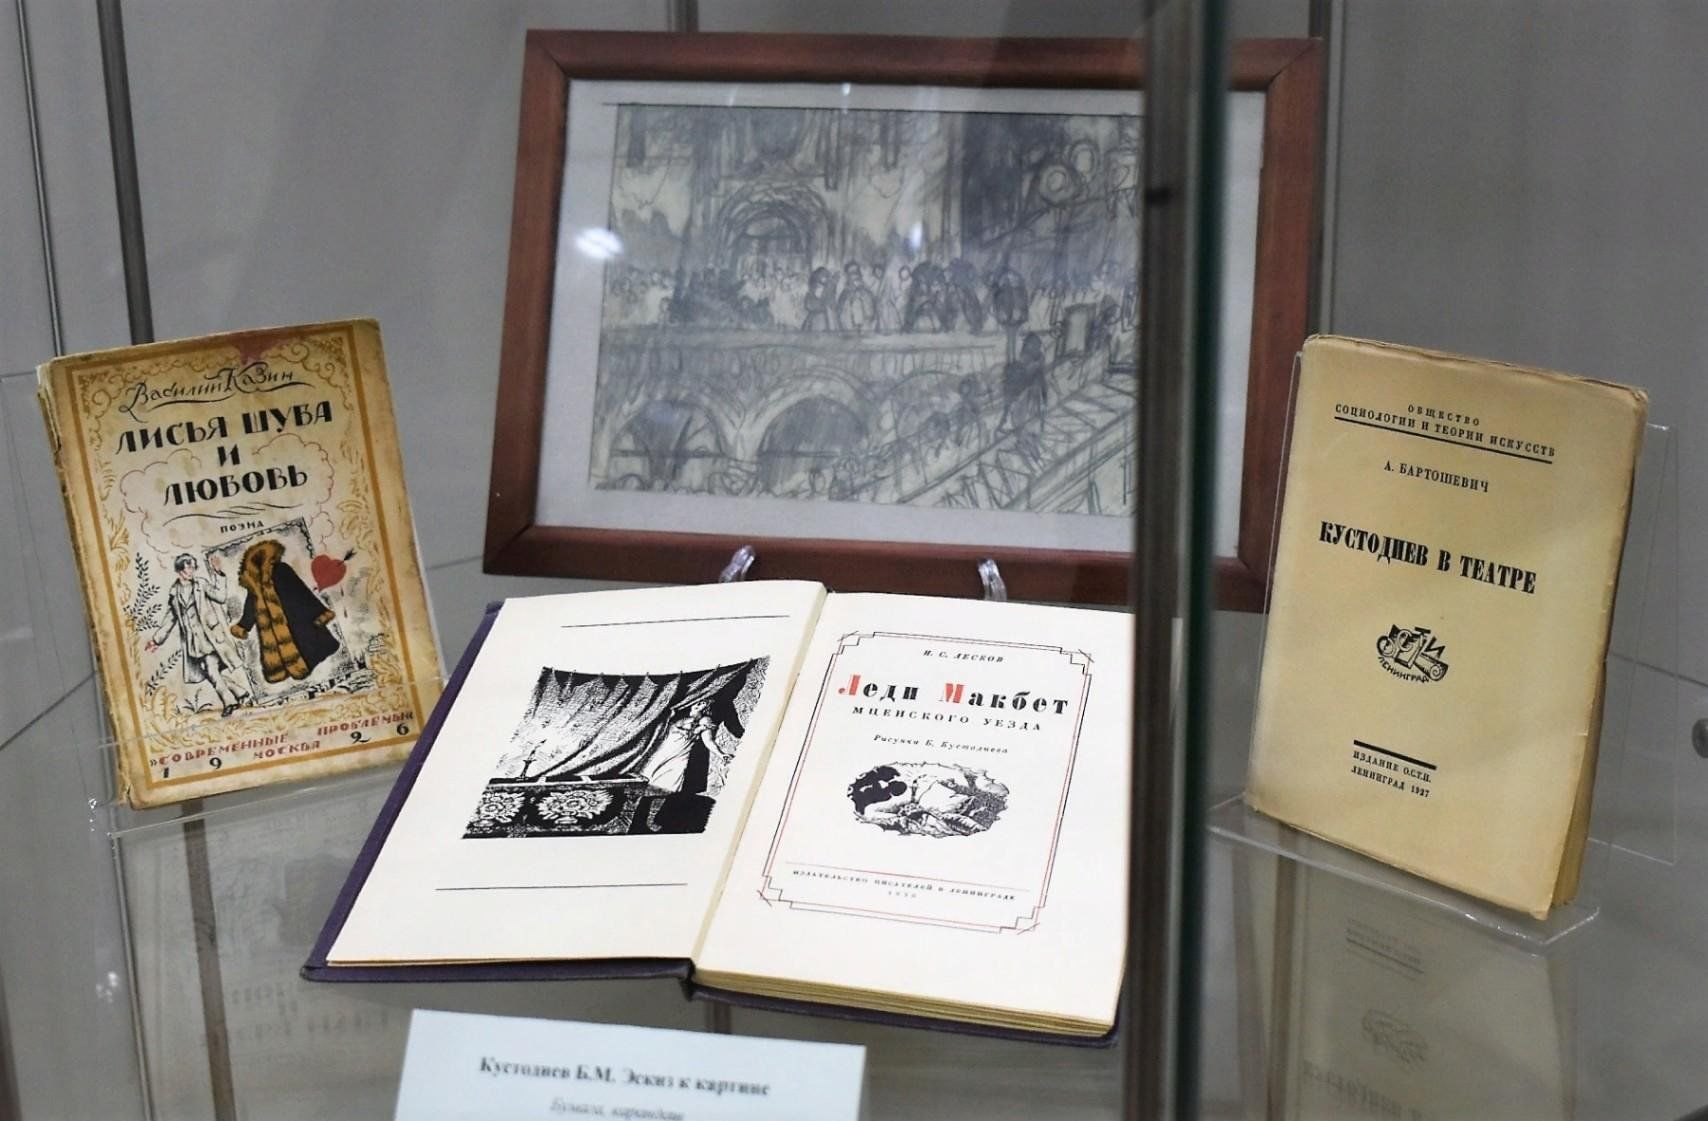 Василий Казин
ЛИСЬЯ ШУБА
И
ЛЮБОВЬ
ПОЭМА
"СОВРЕМЕННЫЕ ПРОБЛЕМЫ"
МОСКВА
1926
Н. С. ЛЕСКОВ
Леди Макбет
МЦЕНСКОГО УЕЗДА
Рисунки Б. Кустодиева
ИЗДАТЕЛЬСТВО ПИСАТЕЛЕЙ В ЛЕНИНГРАДЕ
ОБЩЕСТВО
СОЦИОЛОГИИ И ТЕОРИИ ИСКУССТВ
А. БАРТОШЕВИЧ
КУСТОДИЕВ В ТЕАТРЕ
ОСТИ
ЛЕНИНГРАД
ИЗДАНИЕ О.С.Т.И.
ЛЕНИНГРАД 1927
Кустодиев Б.М. Эскиз к картине
Бумага, карандаш